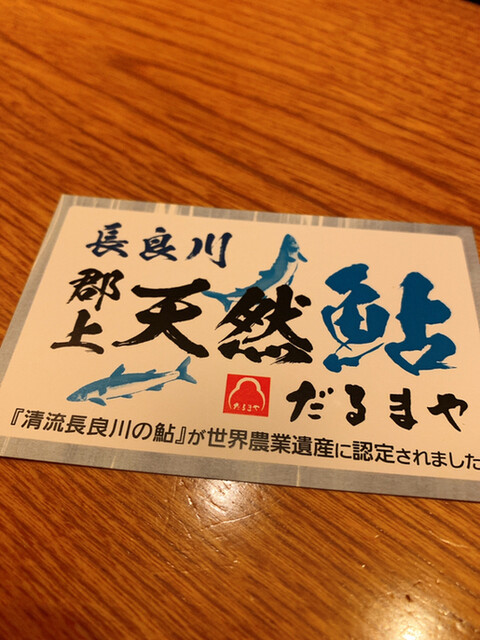 長良川
郡上
天然鮎
だるまや
だるまや
『清流長良川の鮎』が世界農業遺産に認定されました